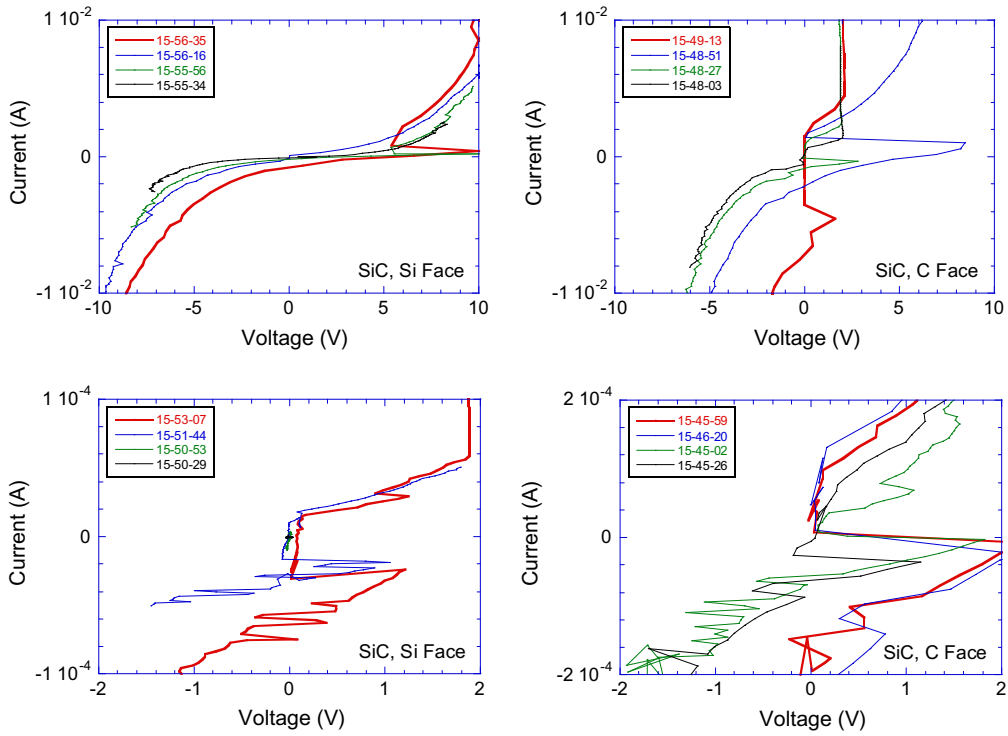 1 10^-2
15-56-35
15-56-16
15-55-56
15-55-34
Current (A)
0
SiC, Si Face
-1 10^-2
-10 -5 0 5 10
Voltage (V)
1 10^-2
15-49-13
15-48-51
15-48-27
15-48-03
Current (A)
0
SiC, C Face
-1 10^-2
-10 -5 0 5 10
Voltage (V)
1 10^-4
15-53-07
15-51-44
15-50-53
15-50-29
Current (A)
0
SiC, Si Face
-1 10^-4
-2 -1 0 1 2
Voltage (V)
2 10^-4
15-45-59
15-46-20
15-45-02
15-45-26
Current (A)
0
SiC, C Face
-2 10^-4
-2 -1 0 1 2
Voltage (V)